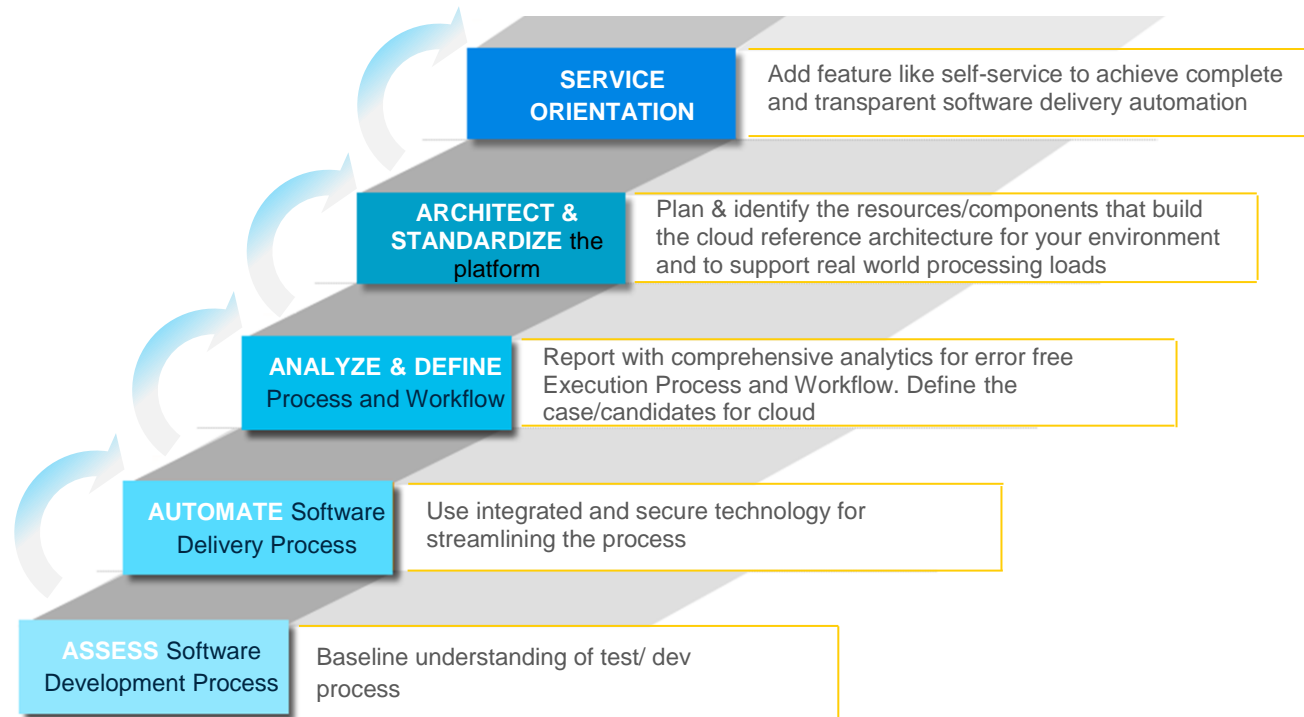 SERVICE
ORIENTATION
Add feature like self-service to achieve complete
and transparent software delivery automation
ARCHITECT &
STANDARDIZE the
platform
Plan & identify the resources/components that build
the cloud reference architecture for your environment
and to support real world processing loads
ANALYZE & DEFINE
Process and Workflow
Report with comprehensive analytics for error free
Execution Process and Workflow. Define the
case/candidates for cloud
AUTOMATE Software
Delivery Process
Use integrated and secure technology for
streamlining the process
ASSESS Software
Development Process
Baseline understanding of test/ dev
process